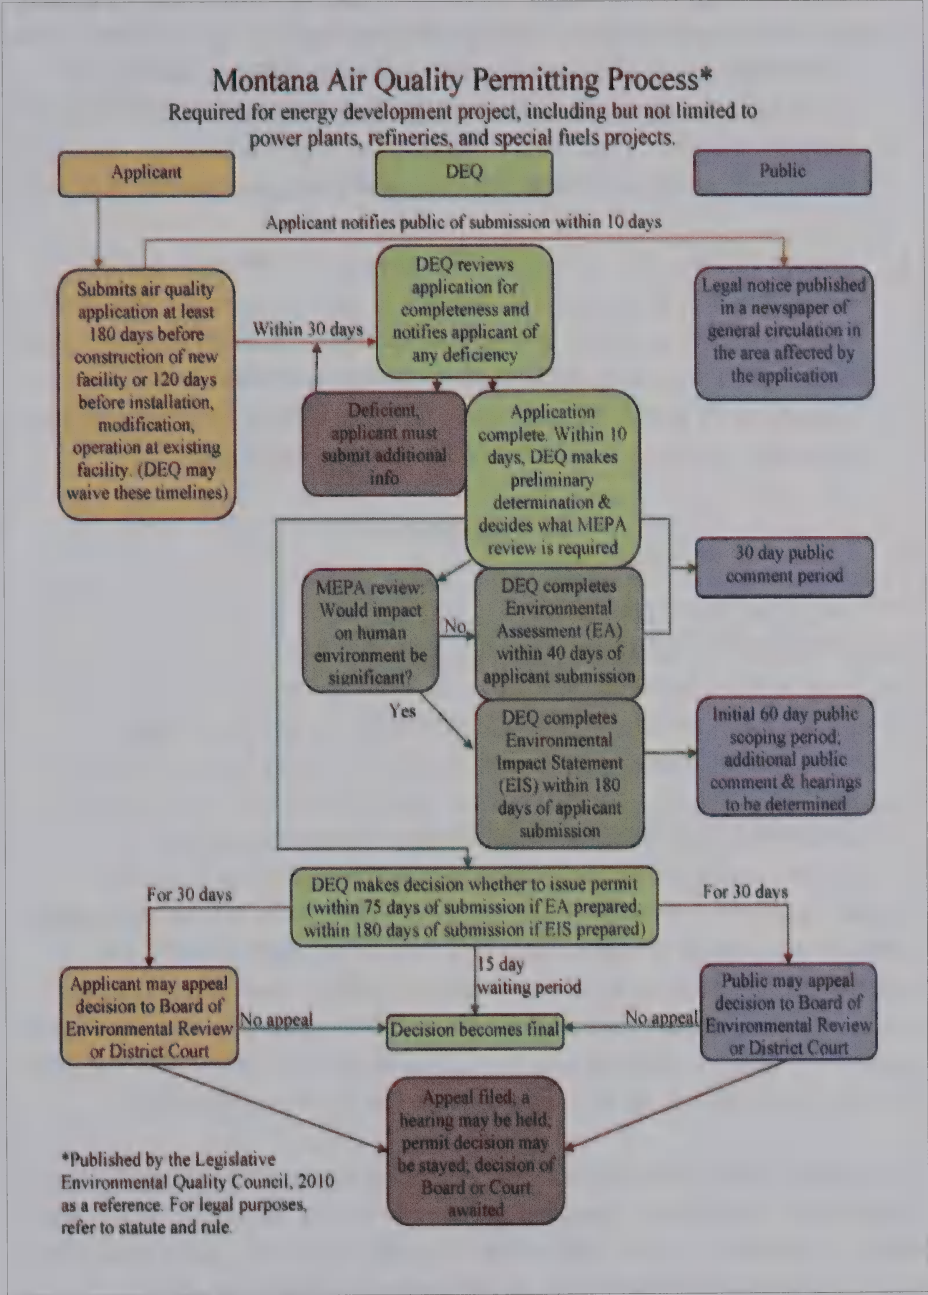 Montana Air Quality Permitting Process*
Required for energy development project, including but not limited to
power plants, refineries, and special fuels projects.
Applicant
DEQ
Public
Applicant notifies public of submission within 10 days
Submits air quality
application at least
180 days before
construction of new
facility or 120 days
before installation,
modification,
operation at existing
facility. (DEQ may
waive these timelines)
Within 30 days
DEQ reviews
application for
completeness and
notifies applicant of
any deficiency
Legal notice published
in a newspaper of
general circulation in
the area affected by
the application
Deficient,
applicant must
submit additional
info
Application
complete. Within 10
days, DEQ makes
preliminary
determination &
decides what MEPA
review is required
30 day public
comment period
MEPA review:
Would impact
on human
environment be
significant?
No
DEQ completes
Environmental
Assessment (EA)
within 40 days of
applicant submission
Yes
DEQ completes
Environmental
Impact Statement
(EIS) within 180
days of applicant
submission
Initial 60 day public
scoping period;
additional public
comment & hearings
to be determined
DEQ makes decision whether to issue permit
(within 75 days of submission if EA prepared;
within 180 days of submission if EIS prepared)
For 30 days
For 30 days
15 day
waiting period
Applicant may appeal
decision to Board of
Environmental Review
or District Court
No appeal
Decision becomes final
No appeal
Public may appeal
decision to Board of
Environmental Review
or District Court
Appeal filed; a
hearing may be held;
permit decision may
be stayed; decision of
Board or Court
awaited
*Published by the Legislative
Environmental Quality Council, 2010
as a reference. For legal purposes,
refer to statute and rule.